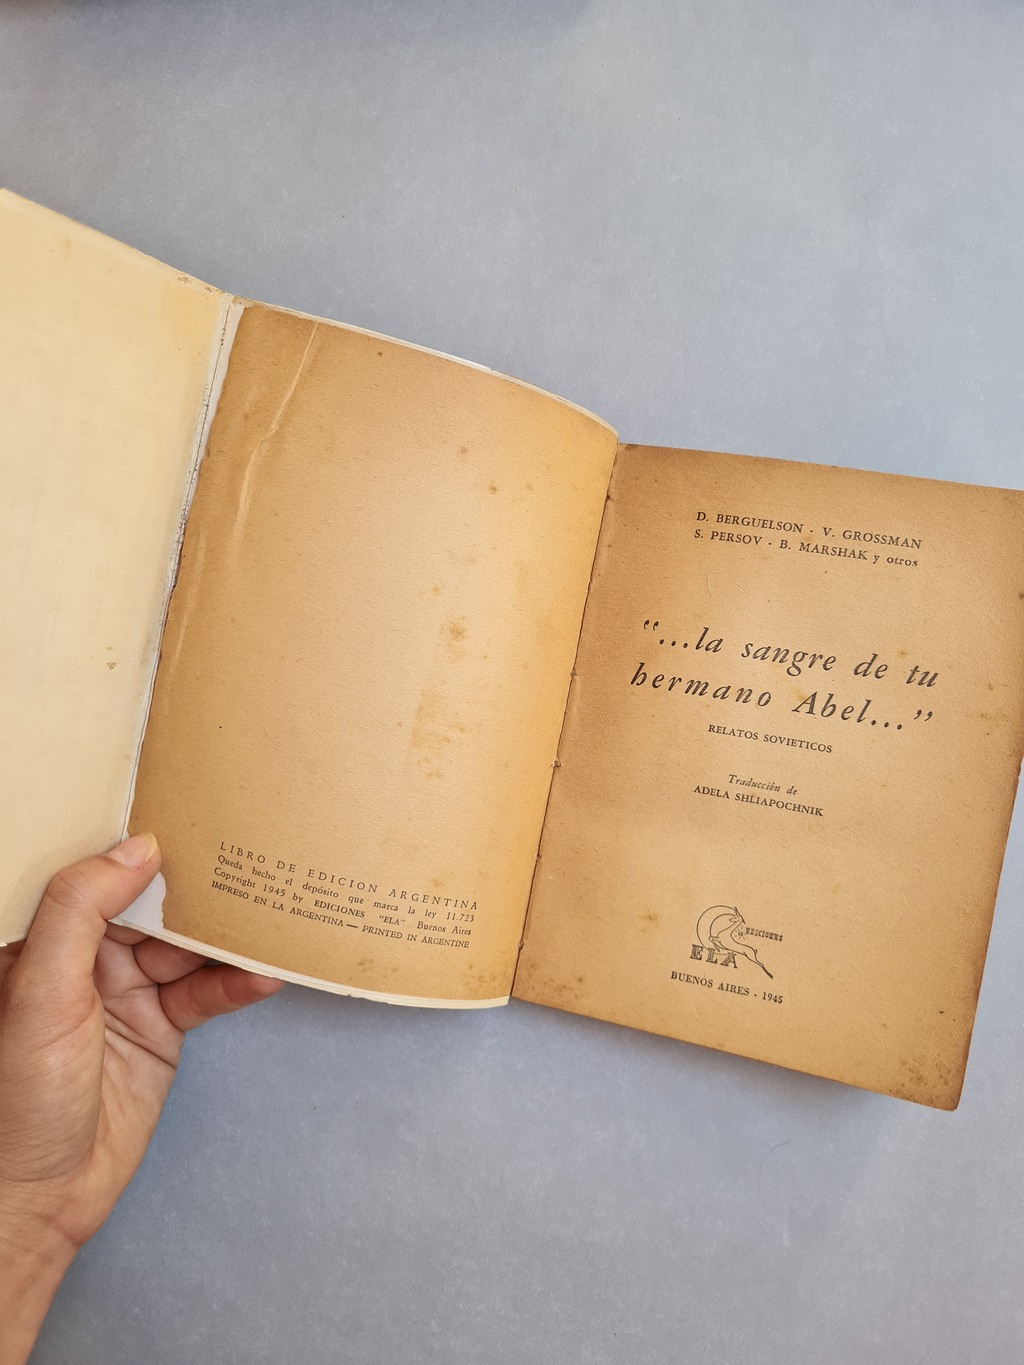 LIBRO DE EDICION ARGENTINA
Queda hecho el depósito que marca la ley 11.723
Copyright 1945 by EDICIONES "ELA" Buenos Aires
IMPRESO EN LA ARGENTINA — PRINTED IN ARGENTINE
D. BERGUELSON - V. GROSSMAN
S. PERSOV - B. MARSHAK y otros
"...la sangre de tu
hermano Abel..."
RELATOS SOVIETICOS
Traducción de
ADELA SHLIAPOCHNIK
EDICIONES
ELA
BUENOS AIRES - 1945